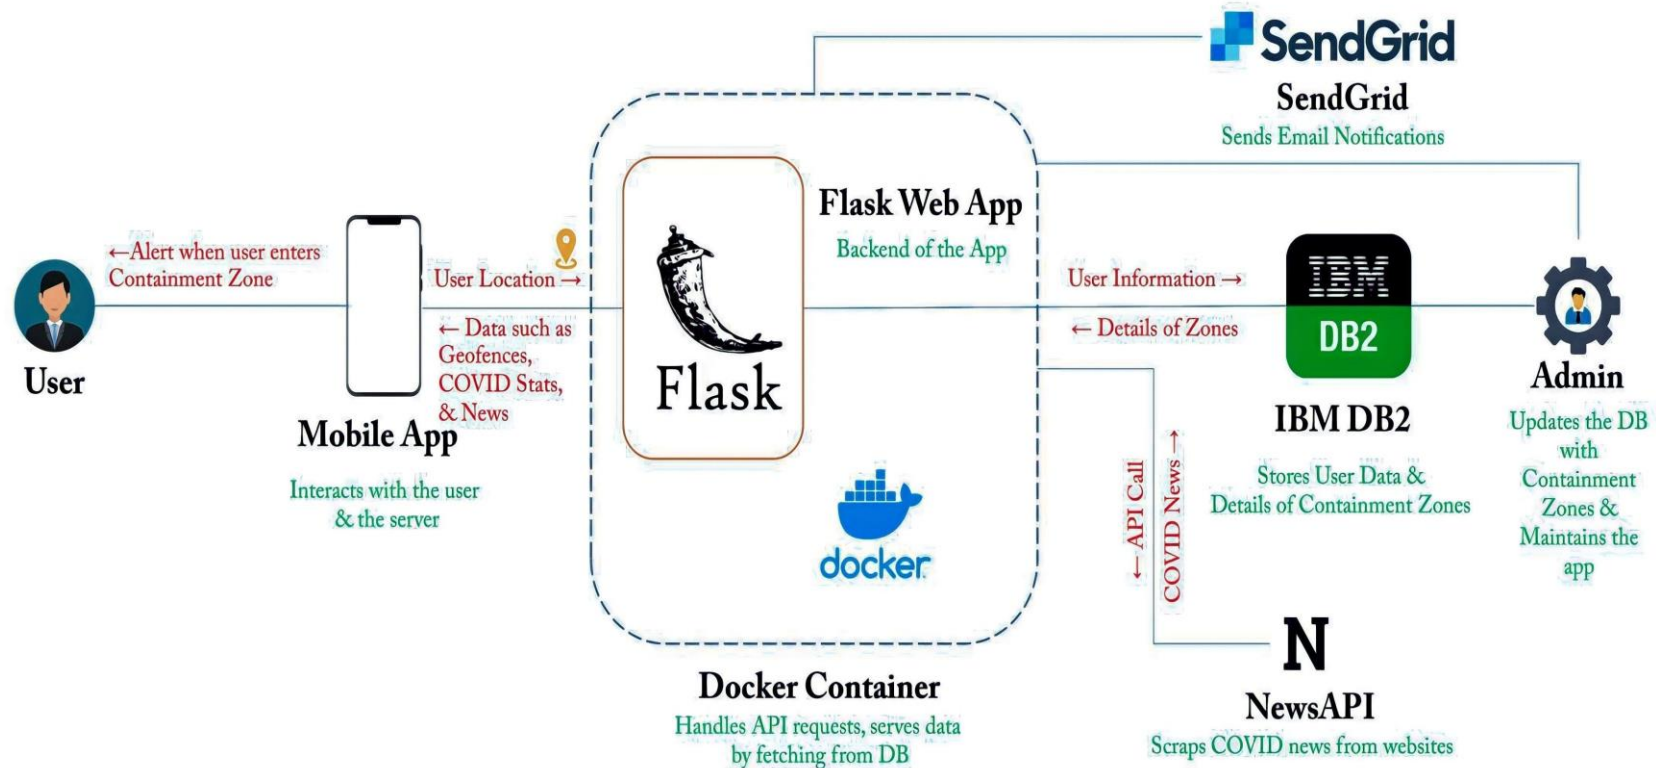 SendGrid
SendGrid
Sends Email Notifications
Flask Web App
Backend of the App
←Alert when user enters
Containment Zone
User Location →
← Data such as
Geofences,
COVID Stats,
& News
User
Mobile App
Interacts with the user
& the server
Flask
docker
Docker Container
Handles API requests, serves data
by fetching from DB
User Information →
← Details of Zones
IBM
DB2
IBM DB2
Stores User Data &
Details of Containment Zones
Admin
Updates the DB
with
Containment
Zones &
Maintains the
app
← API Call
COVID News →
N
NewsAPI
Scraps COVID news from websites